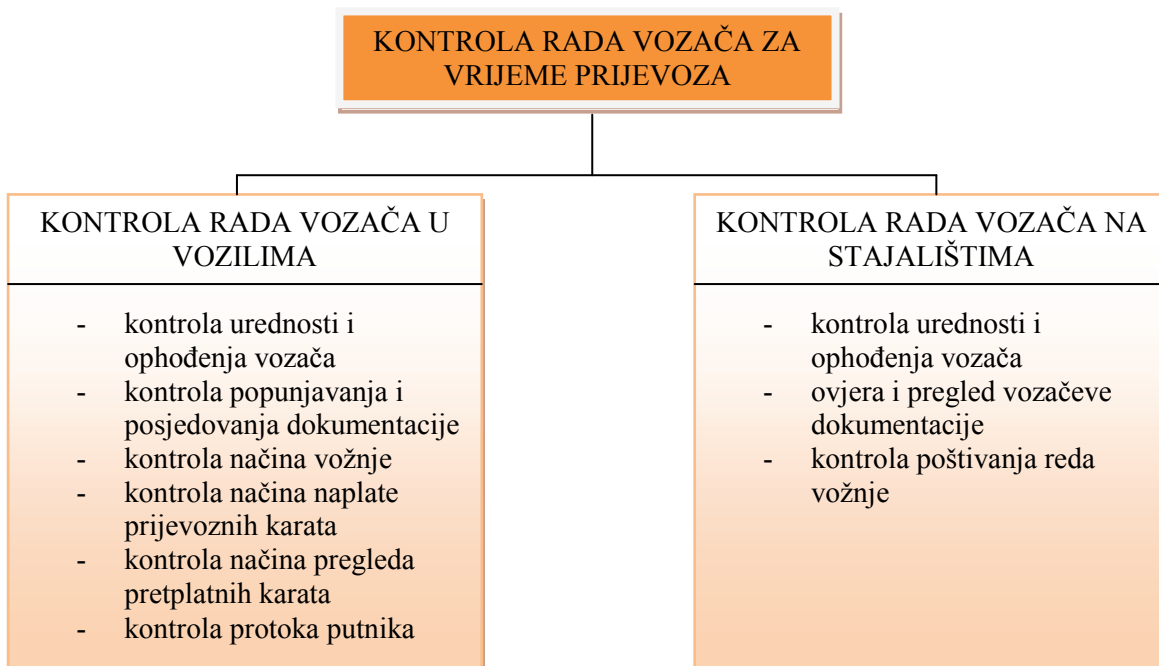 KONTROLA RADA VOZAČA ZA
VRIJEME PRIJEVOZA
KONTROLA RADA VOZAČA U
VOZILIMA
- kontrola urednosti i
ophođenja vozača
- kontrola popunjavanja i
posjedovanja dokumentacije
- kontrola načina vožnje
- kontrola načina naplate
prijevoznih karata
- kontrola načina pregleda
pretplatnih karata
- kontrola protoka putnika
KONTROLA RADA VOZAČA NA
STAJALIŠTIMA
- kontrola urednosti i
ophođenja vozača
- ovjera i pregled vozačeve
dokumentacije
- kontrola poštivanja reda
vožnje